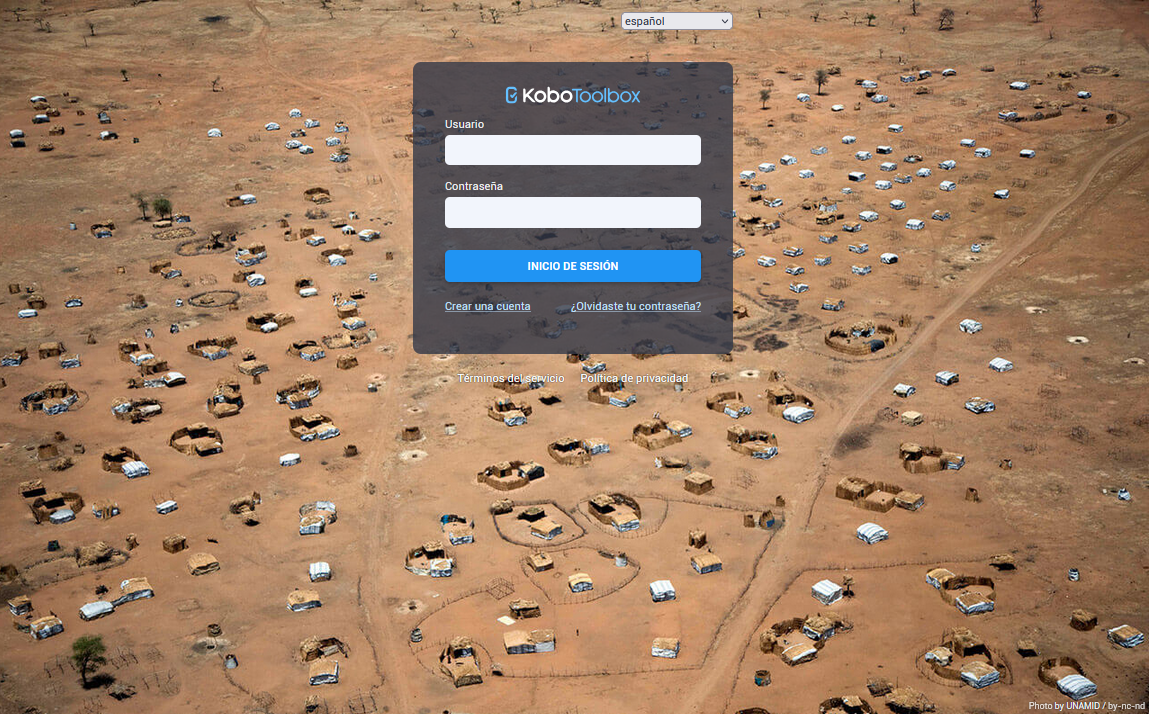 español
KoboToolbox
Usuario
Contraseña
INICIO DE SESIÓN
Crear una cuenta ¿Olvidaste tu contraseña?
Términos del servicio Política de privacidad
Photo by UNAMID / by-nc-nd